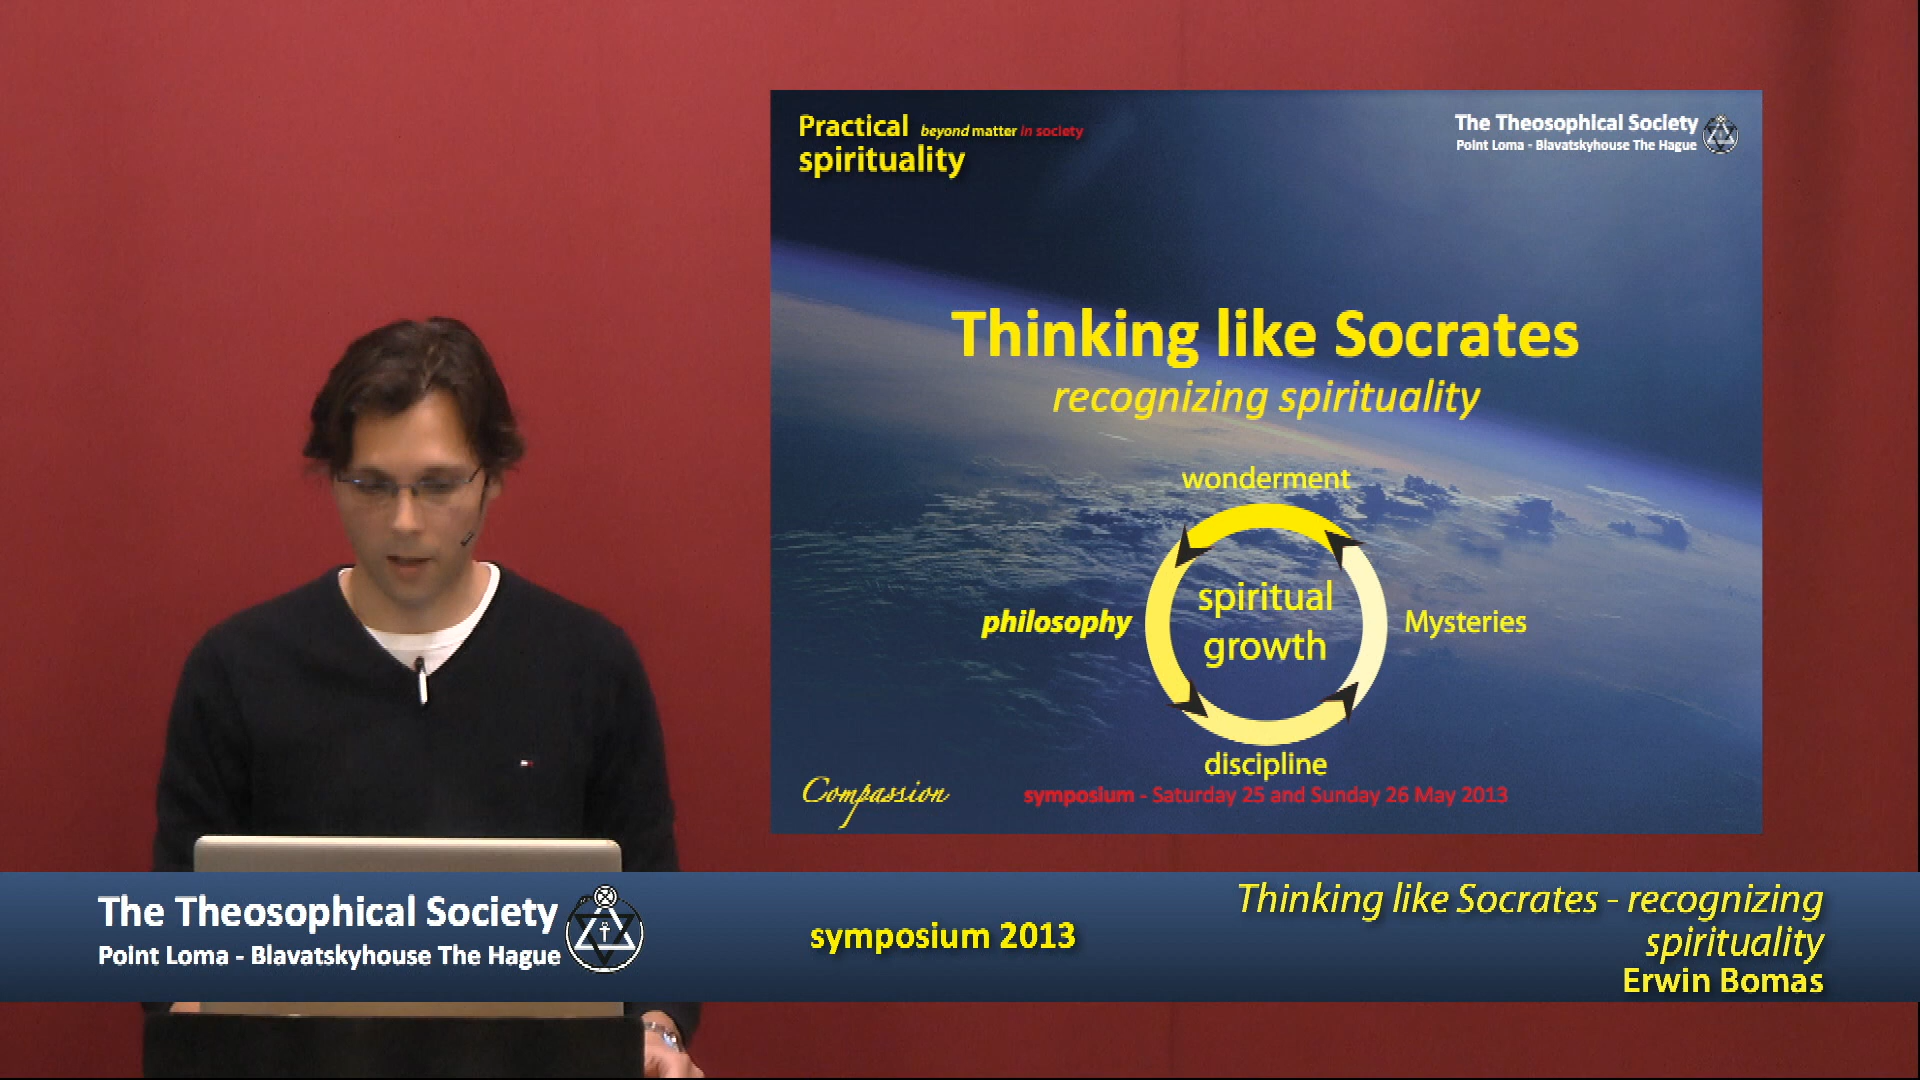 Practical beyond matter in society
spirituality
The Theosophical Society
Point Loma - Blavatskyhouse The Hague
Thinking like Socrates
recognizing spirituality
wonderment
philosophy
spiritual
growth
Mysteries
discipline
Compassion
symposium - Saturday 25 and Sunday 26 May 2013
The Theosophical Society
Point Loma - Blavatskyhouse The Hague
symposium 2013
Thinking like Socrates - recognizing
spirituality
Erwin Bomas